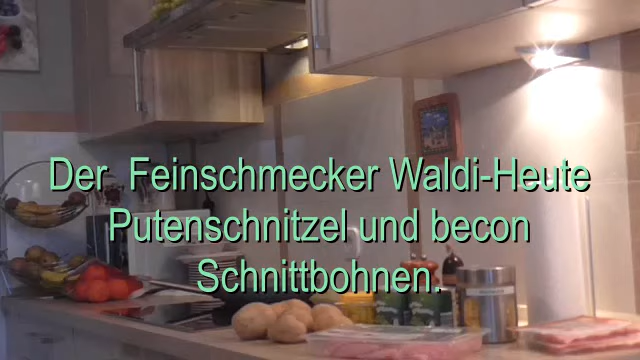 Der  Feinschmecker Waldi-Heute
Putenschnitzel und becon
Schnittbohnen.